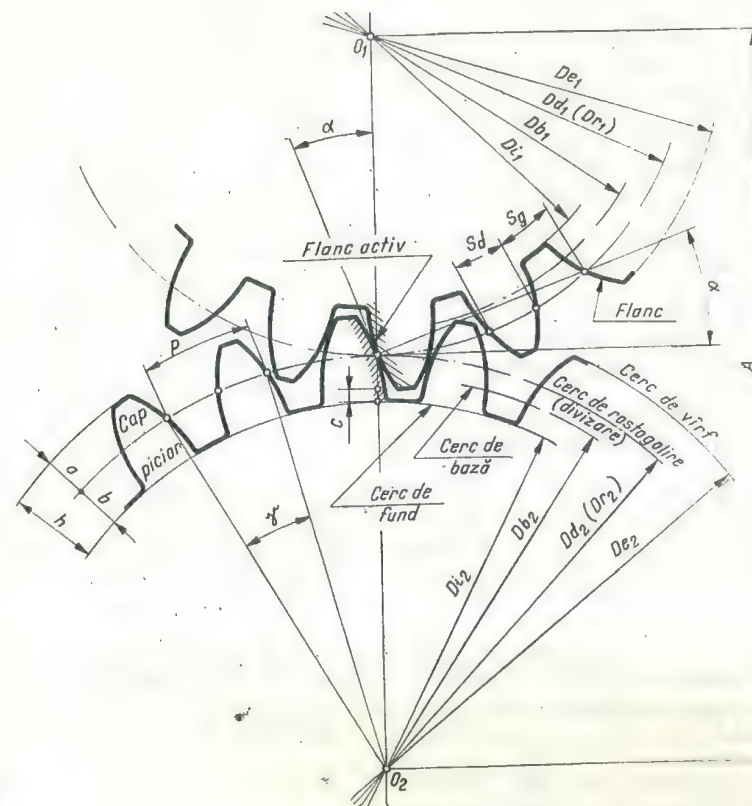 O₁
De₁
Dd₁ (Dr₁)
Db₁
Di₁
α
Sg
Sd
Flanc activ
α
Flanc
A
p
Cap
picior
a
b
h
c
Cerc de vîrf
Cerc de rostogolire
(divizare)
Cerc de
bază
Cerc de
fund
γ
Di₂
Db₂
Dd₂ (Dr₂)
De₂
O₂